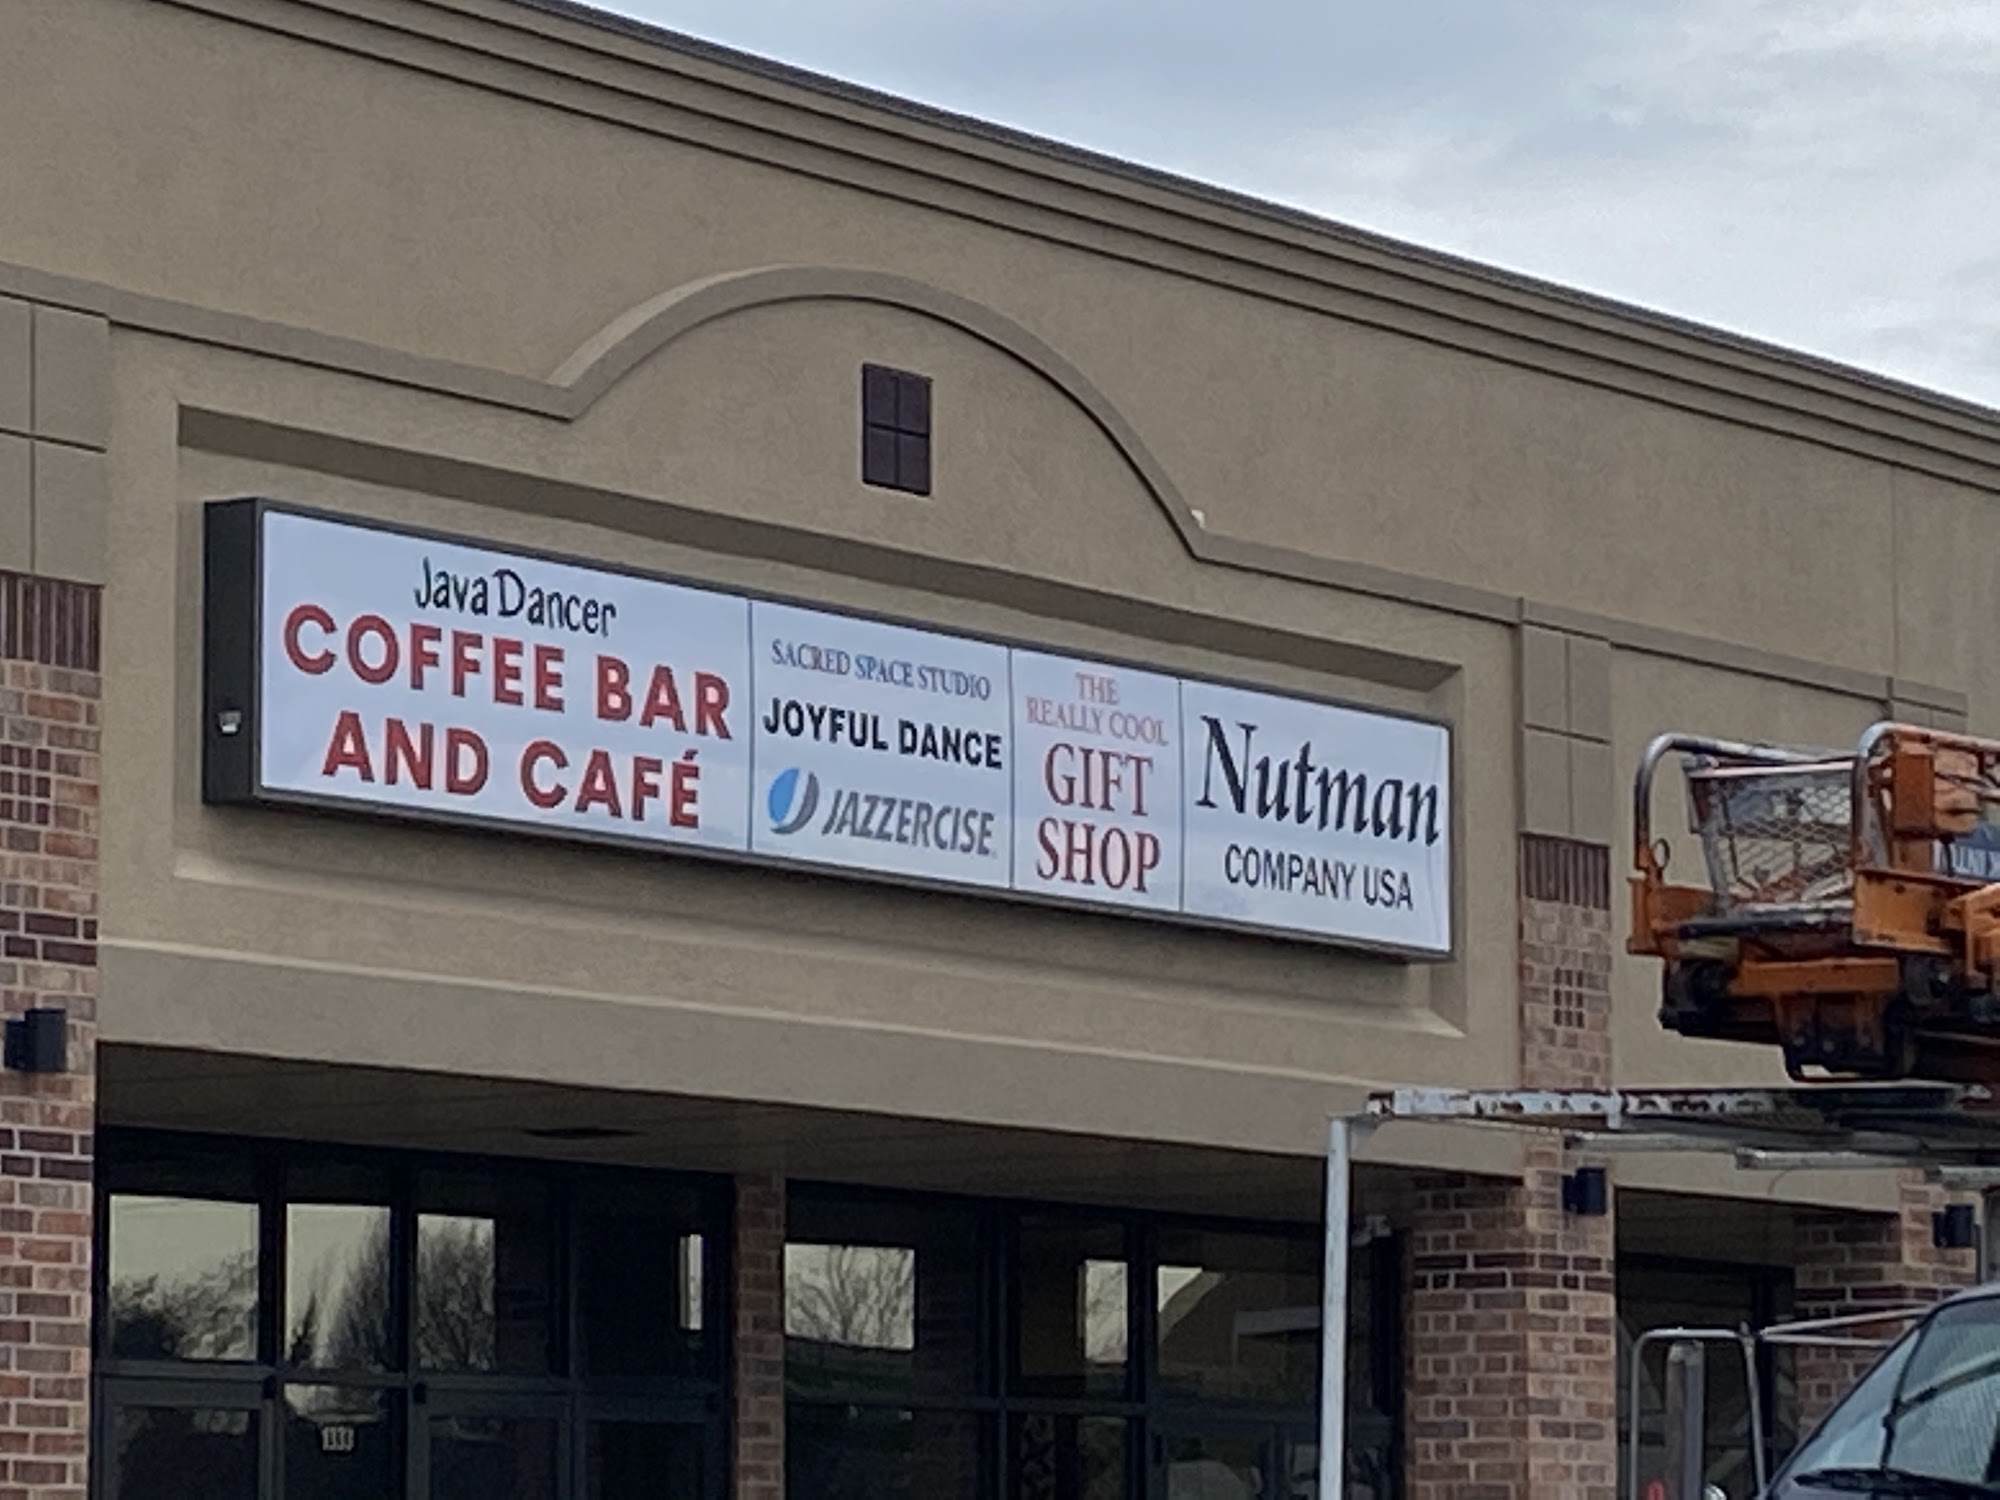 Java Dancer
COFFEE BAR
AND CAFÉ
SACRED SPACE STUDIO
JOYFUL DANCE
JAZZERCISE
THE
REALLY COOL
GIFT
SHOP
Nutman
COMPANY USA